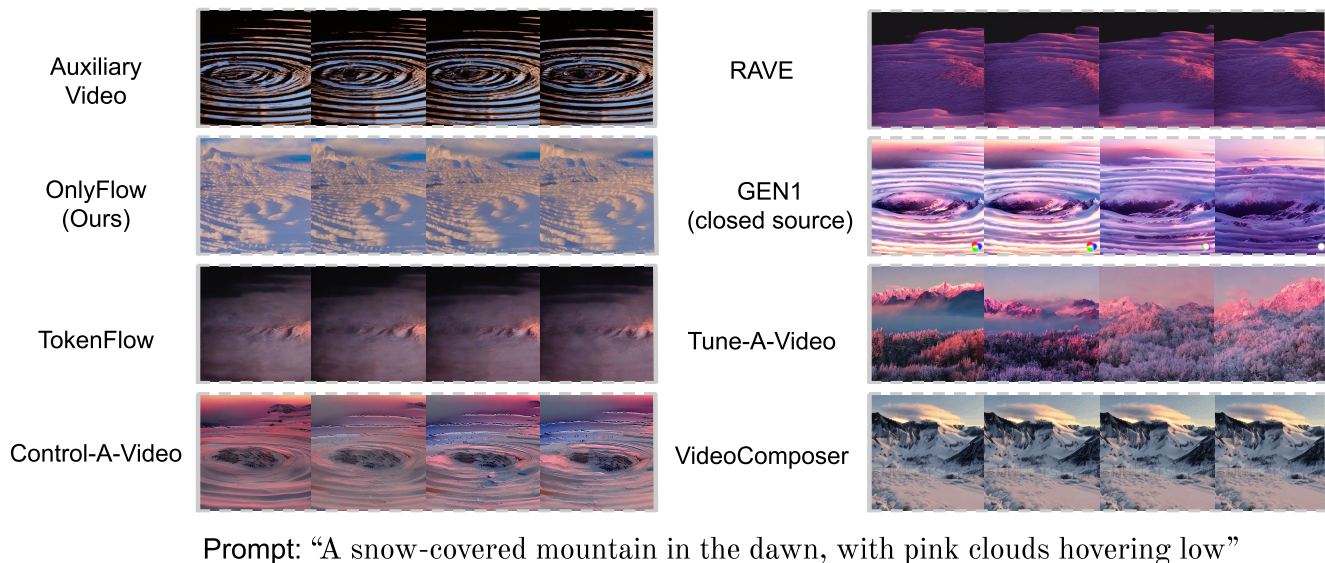 Auxiliary
Video
RAVE
OnlyFlow
(Ours)
GEN1
(closed source)
TokenFlow
Tune-A-Video
Control-A-Video
VideoComposer
Prompt: “A snow-covered mountain in the dawn, with pink clouds hovering low”